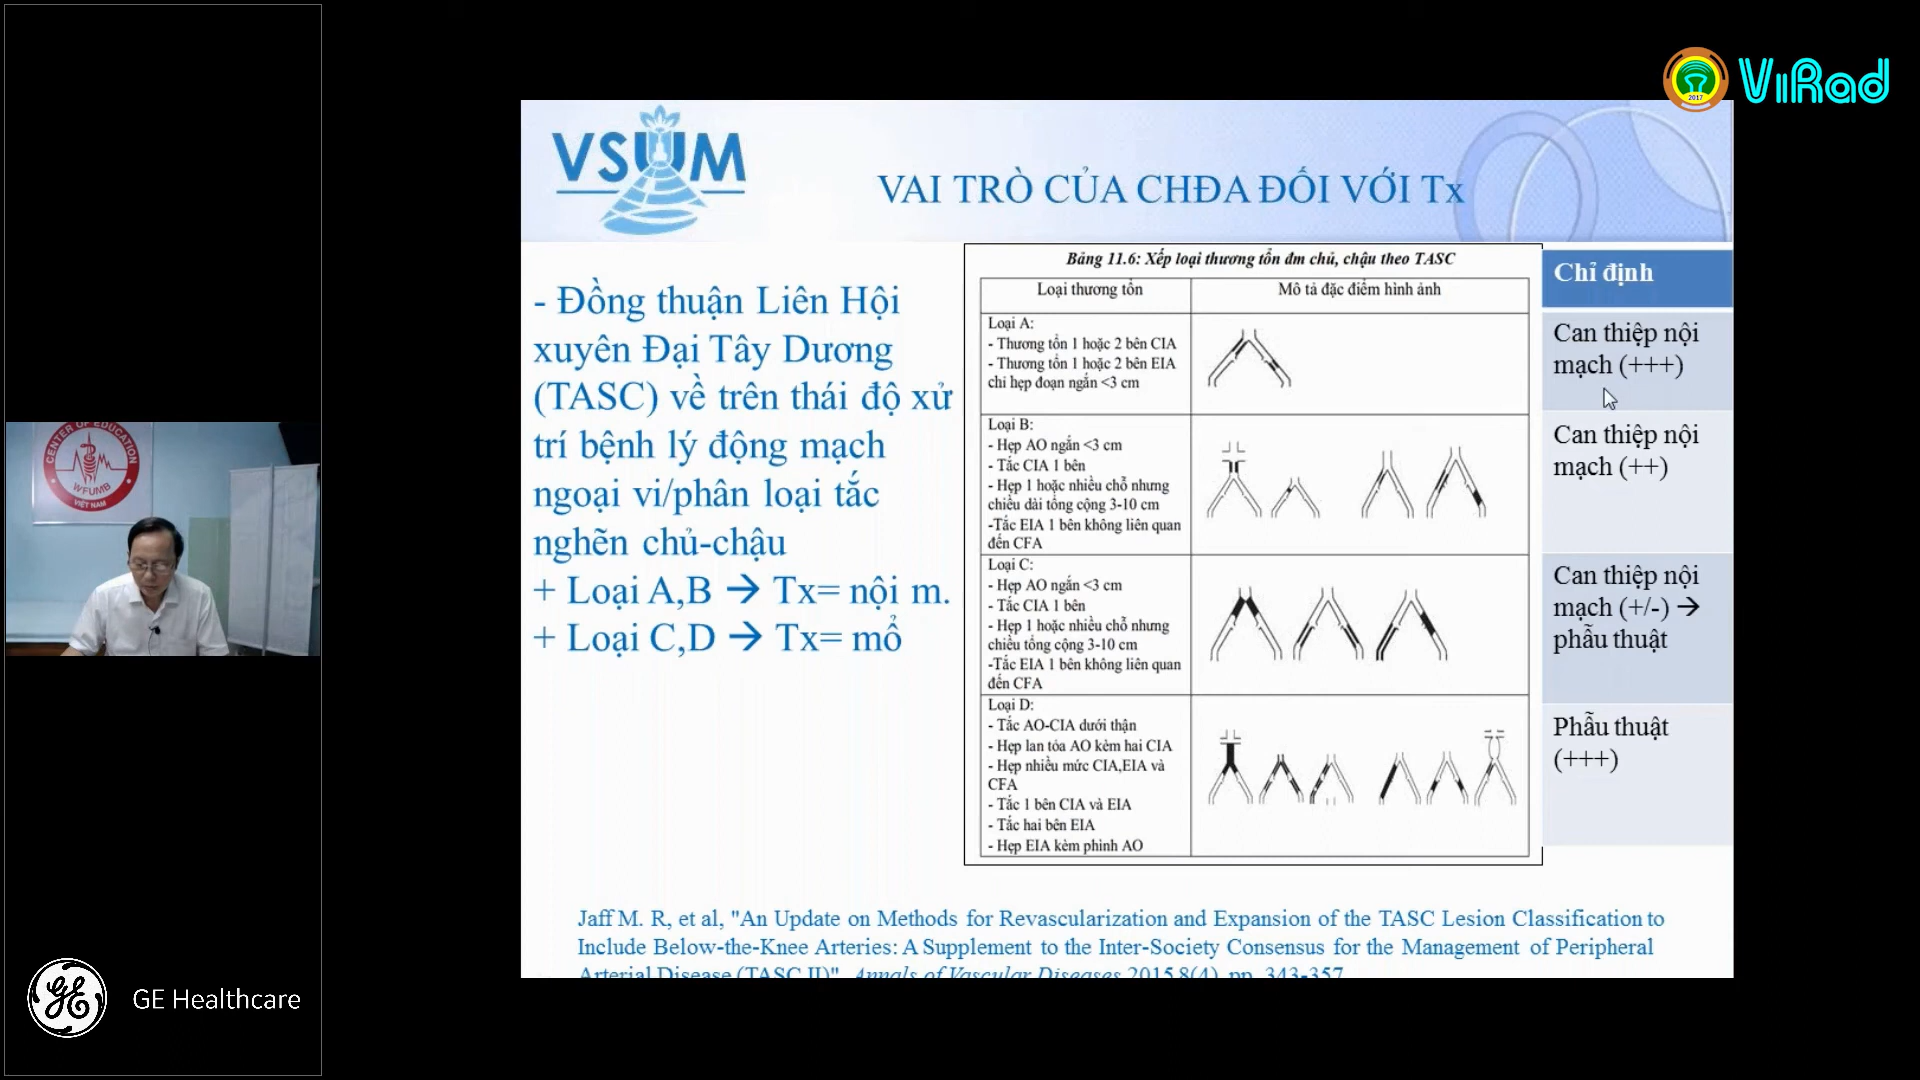 ViRad
2017
VSUM
VAI TRÒ CỦA CHĐA ĐỐI VỚI Tx
- Đồng thuận Liên Hội
xuyên Đại Tây Dương
(TASC) về trên thái độ xử
trí bệnh lý động mạch
ngoại vi/phân loại tắc
nghẽn chủ-chậu
+ Loại A,B → Tx= nội m.
+ Loại C,D → Tx= mổ
Bảng 11.6: Xếp loại thương tổn đm chủ, chậu theo TASC
Loại thương tổn
Mô tả đặc điểm hình ảnh
Chỉ định
Loại A:
- Thương tổn 1 hoặc 2 bên CIA
- Thương tổn 1 hoặc 2 bên EIA
chỉ hẹp đoạn ngắn <3 cm
Can thiệp nội
mạch (+++)
Loại B:
- Hẹp AO ngắn <3 cm
- Tắc CIA 1 bên
- Hẹp 1 hoặc nhiều chỗ nhưng
chiều dài tổng cộng 3-10 cm
-Tắc EIA 1 bên không liên quan
đến CFA
Can thiệp nội
mạch (++)
Loại C:
- Hẹp AO ngắn <3 cm
- Tắc CIA 1 bên
- Hẹp 1 hoặc nhiều chỗ nhưng
chiều tổng cộng 3-10 cm
-Tắc EIA 1 bên không liên quan
đến CFA
Can thiệp nội
mạch (+/-) →
phẫu thuật
Loại D:
- Tắc AO-CIA dưới thận
- Hẹp lan tỏa AO kèm hai CIA
- Hẹp nhiều mức CIA,EIA và
CFA
- Tắc 1 bên CIA và EIA
- Tắc hai bên EIA
- Hẹp EIA kèm phình AO
Phẫu thuật
(+++)
Jaff M. R, et al, "An Update on Methods for Revascularization and Expansion of the TASC Lesion Classification to
Include Below-the-Knee Arteries: A Supplement to the Inter-Society Consensus for the Management of Peripheral
Arterial Disease (TASC II)", Annals of Vascular Diseases 2015 8(4), pp. 343-357
CENTER OF EDUCATION
WFUMB
VIỆT NAM
GE Healthcare